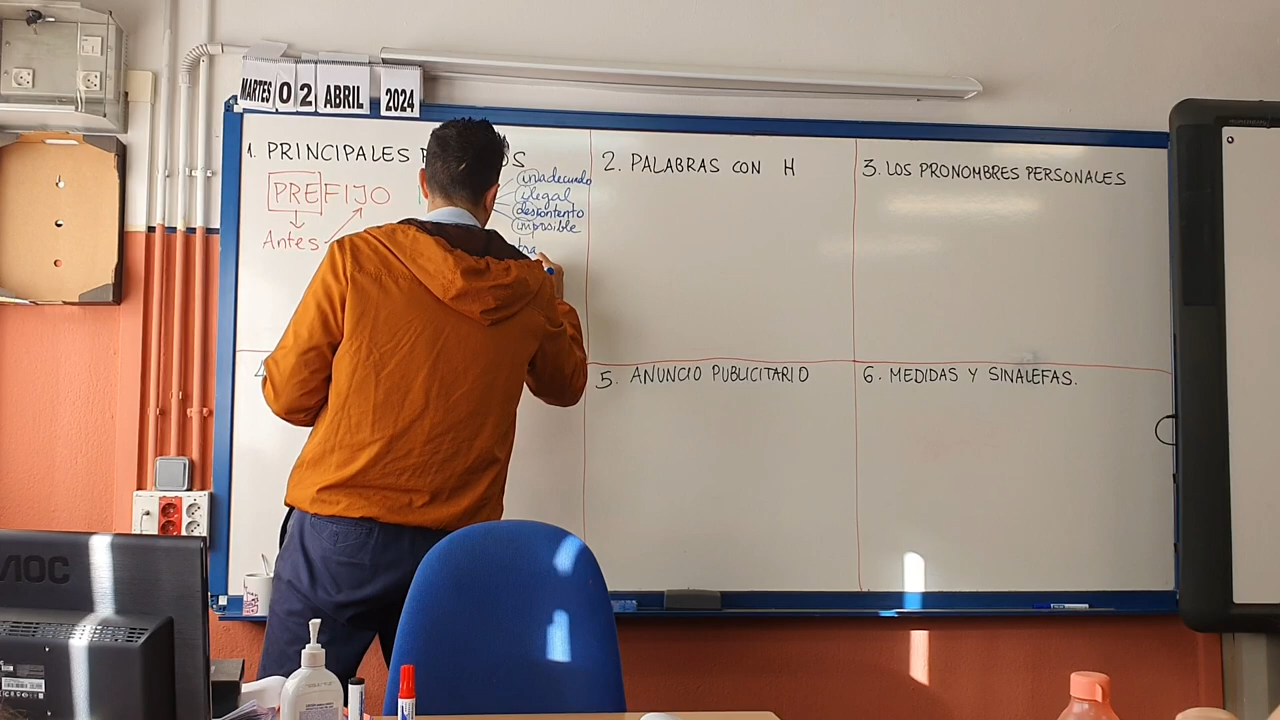 MARTES 02 ABRIL 2024
1. PRINCIPALES
PREFIJO
Antes
inadecuado
ilegal
descontento
imposible
tra
2. PALABRAS CON H
3. LOS PRONOMBRES PERSONALES
5. ANUNCIO PUBLICITARIO
6. MEDIDAS Y SINALEFAS.
AOC